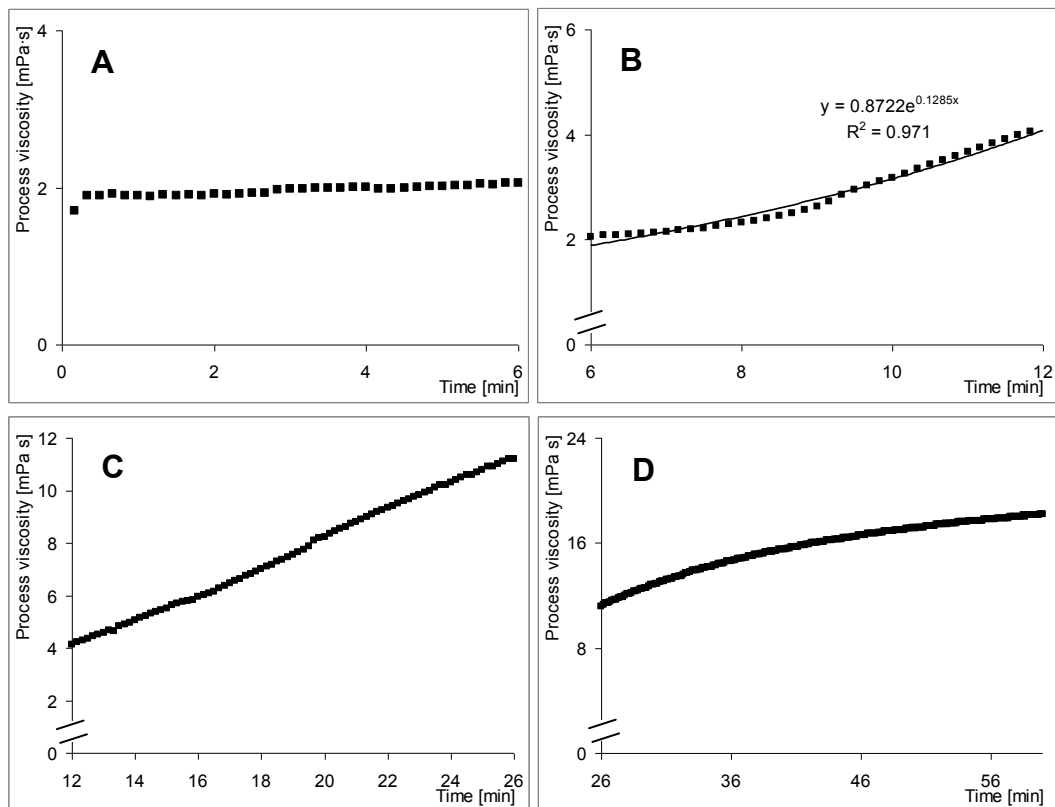 A
Process viscosity [mPa·s]
4
2
0
0 2 4 6
Time [min]
B
Process viscosity [mPa·s]
y = 0.8722e^0.1285x
R² = 0.971
6
4
2
0
6 8 10 12
Time [min]
C
Process viscosity [mPa s]
12
10
8
6
4
2
0
12 14 16 18 20 22 24 26
Time [min]
D
Process viscosity [mPa s]
24
16
8
0
26 36 46 56
Time [min]